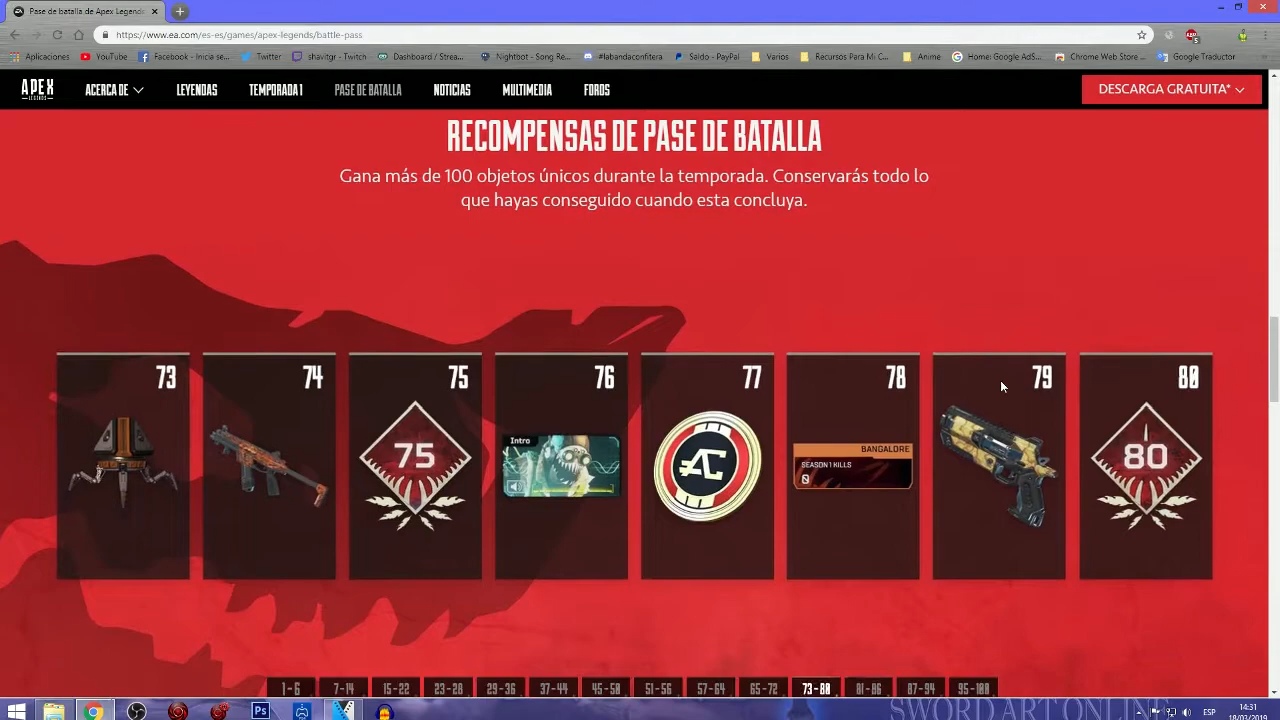 Pase de batalla de Apex Legends
https://www.ea.com/es-es/games/apex-legends/battle-pass
Aplicaciones
YouTube
Facebook - Inicie se...
Twitter
shavitgr - Twitch
Dashboard / Strea...
Nightbot - Song Re...
#labandaconfitera
Saldo - PayPal
Varios
Recursos Para Mi C...
Anime
Home: Google AdS...
Chrome Web Store ...
Google Traductor
APEX
LEGENDS
ACERCA DE
LEYENDAS
TEMPORADA 1
PASE DE BATALLA
NOTICIAS
MULTIMEDIA
FOROS
DESCARGA GRATUITA*
RECOMPENSAS DE PASE DE BATALLA
Gana más de 100 objetos únicos durante la temporada. Conservarás todo lo
que hayas conseguido cuando esta concluya.
73
74
75
75
76
Intro
77
78
BANGALORE
SEASON 1 KILLS
0
79
80
80
1-6
7-14
15-22
23-28
29-36
37-44
45-50
51-56
57-64
65-72
73-80
81-86
87-94
95-100
SWORD ART ONLINE
ESP
14:31
18/03/2019